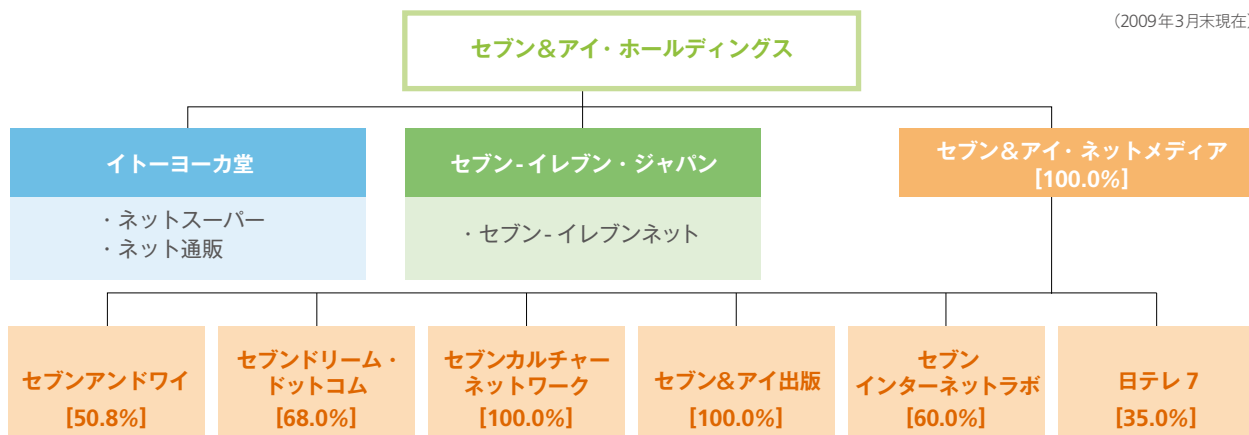 (2009年3月末現在)
セブン&アイ・ホールディングス
イトーヨーカ堂
・ネットスーパー
・ネット通販
セブン-イレブン・ジャパン
・セブン-イレブンネット
セブン&アイ・ネットメディア
[100.0%]
セブンアンドワイ
[50.8%]
セブンドリーム・
ドットコム
[68.0%]
セブンカルチャー
ネットワーク
[100.0%]
セブン&アイ出版
[100.0%]
セブン
インターネットラボ
[60.0%]
日テレ 7
[35.0%]